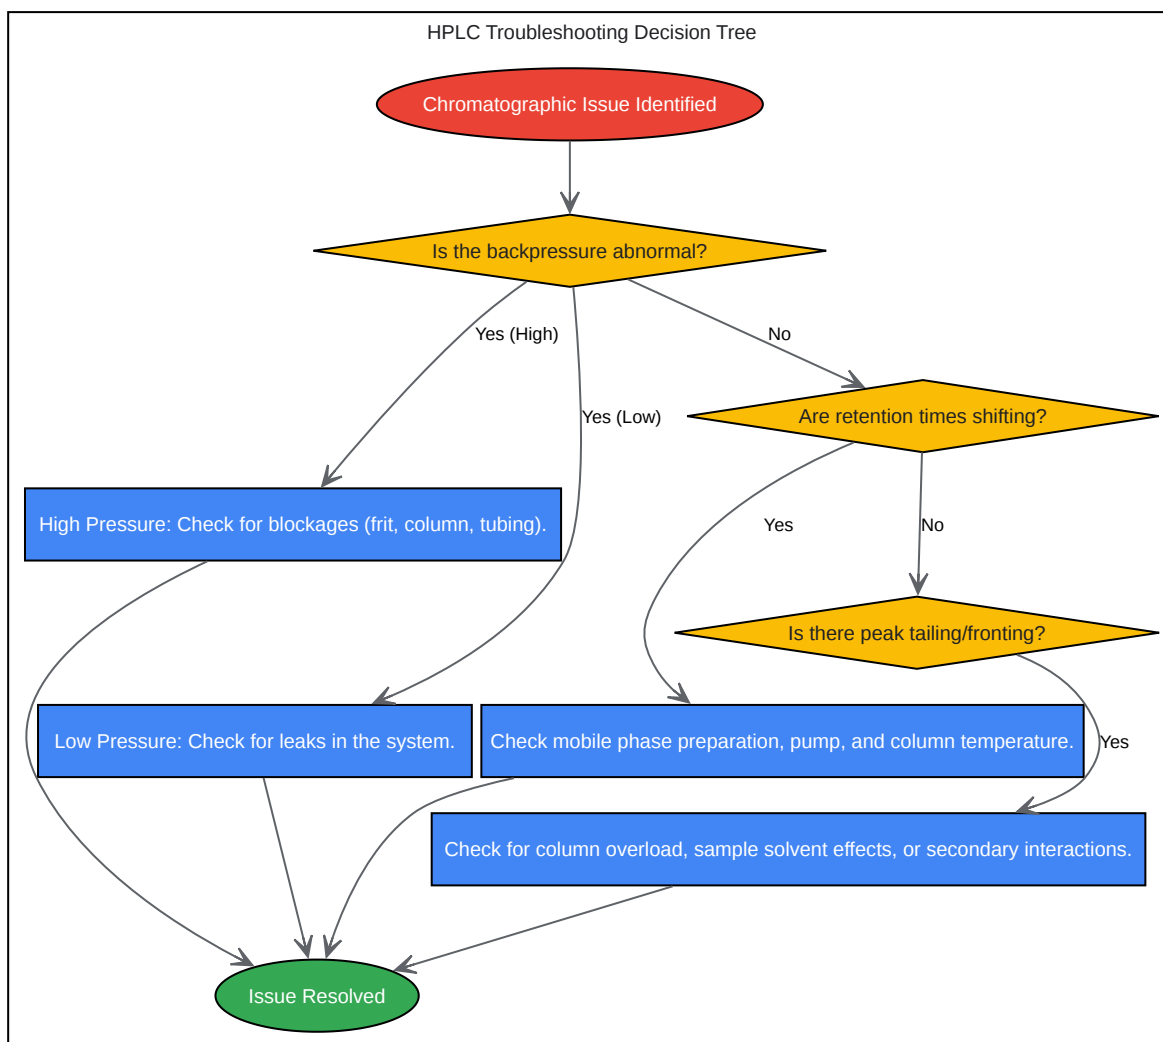 HPLC Troubleshooting Decision Tree
Chromatographic Issue Identified
Is the backpressure abnormal?
Yes (High)
No
Yes (Low)
Are retention times shifting?
High Pressure: Check for blockages (frit, column, tubing).
Yes
No
Is there peak tailing/fronting?
Low Pressure: Check for leaks in the system.
Check mobile phase preparation, pump, and column temperature.
Yes
Check for column overload, sample solvent effects, or secondary interactions.
Issue Resolved